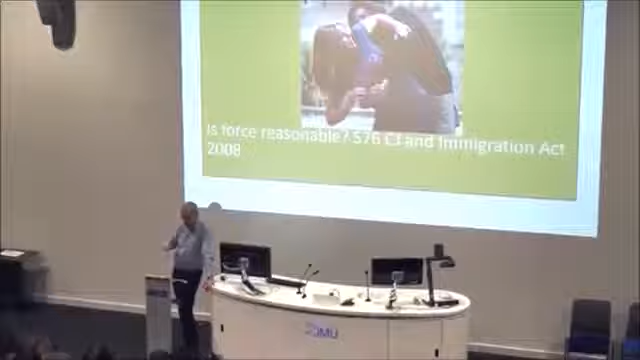 Is force reasonable? S76 CJ and Immigration Act
2008
DMU